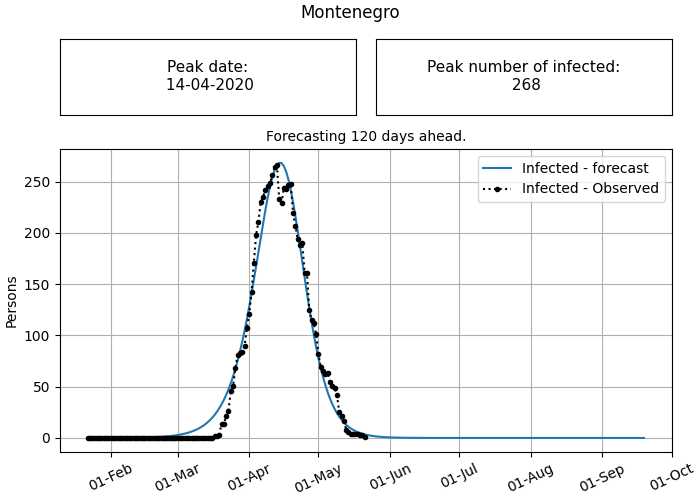 Montenegro
Peak date:
14-04-2020
Peak number of infected:
268
Forecasting 120 days ahead.
Infected - forecast
Infected - Observed
Persons
250
200
150
100
50
0
01-Feb
01-Mar
01-Apr
01-May
01-Jun
01-Jul
01-Aug
01-Sep
01-Oct